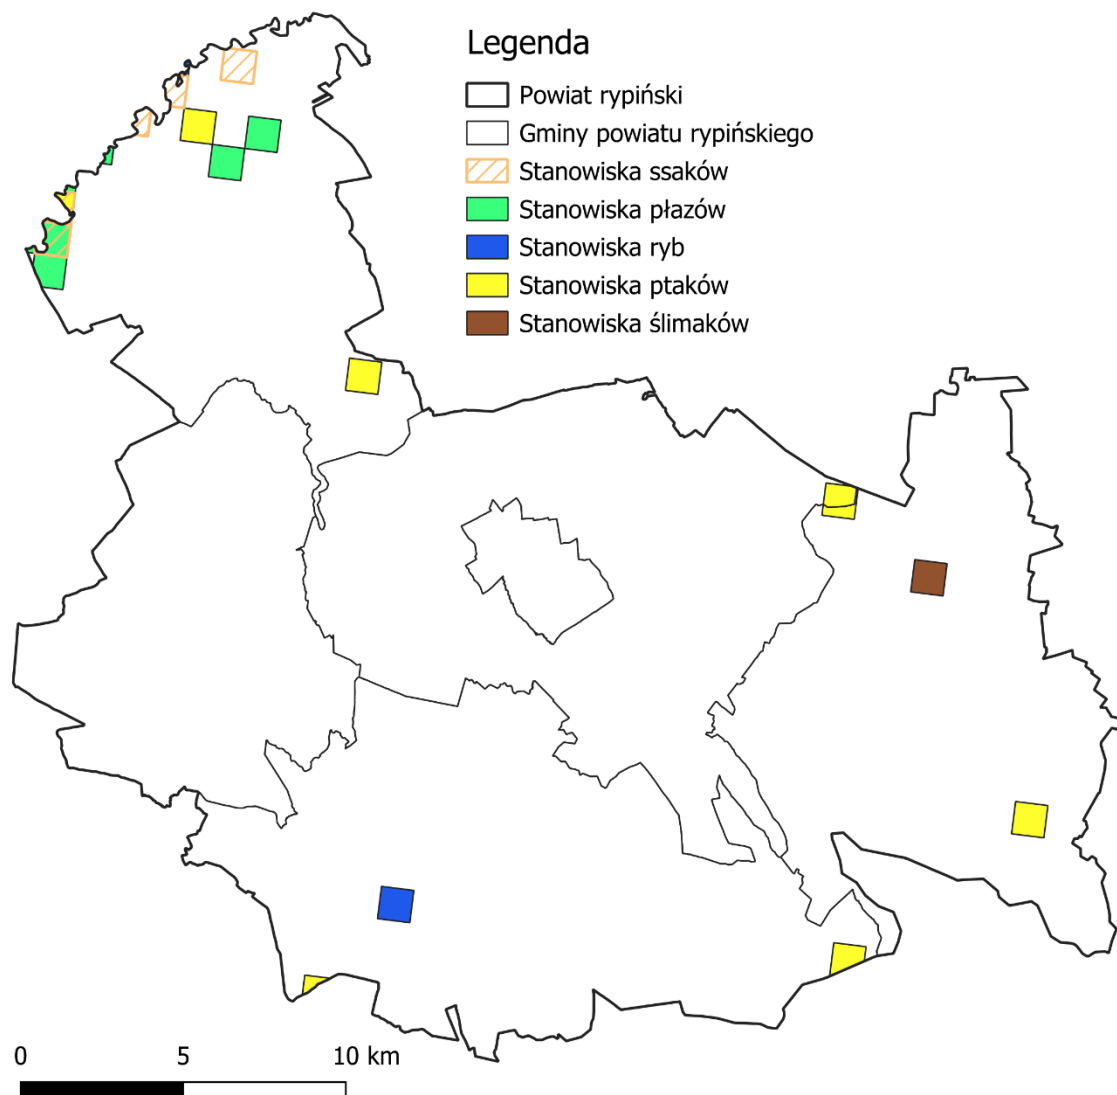 Legenda
Powiat rypiński
Gminy powiatu rypińskiego
Stanowiska ssaków
Stanowiska płazów
Stanowiska ryb
Stanowiska ptaków
Stanowiska ślimaków
0 5 10 km